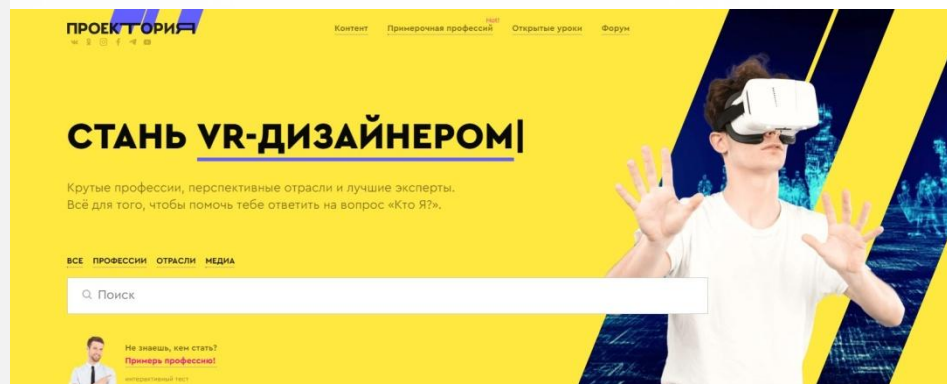 ПРОЕКТОРИЯ
Контент Примерочная профессий Hot! Открытые уроки Форум
СТАНЬ VR-ДИЗАЙНЕРОМ|
Крутые профессии, перспективные отрасли и лучшие эксперты.
Всё для того, чтобы помочь тебе ответить на вопрос «Кто Я?».
ВСЕ ПРОФЕССИИ ОТРАСЛИ МЕДИА
Поиск
Не знаешь, кем стать?
Примерь профессию!
интерактивный тест